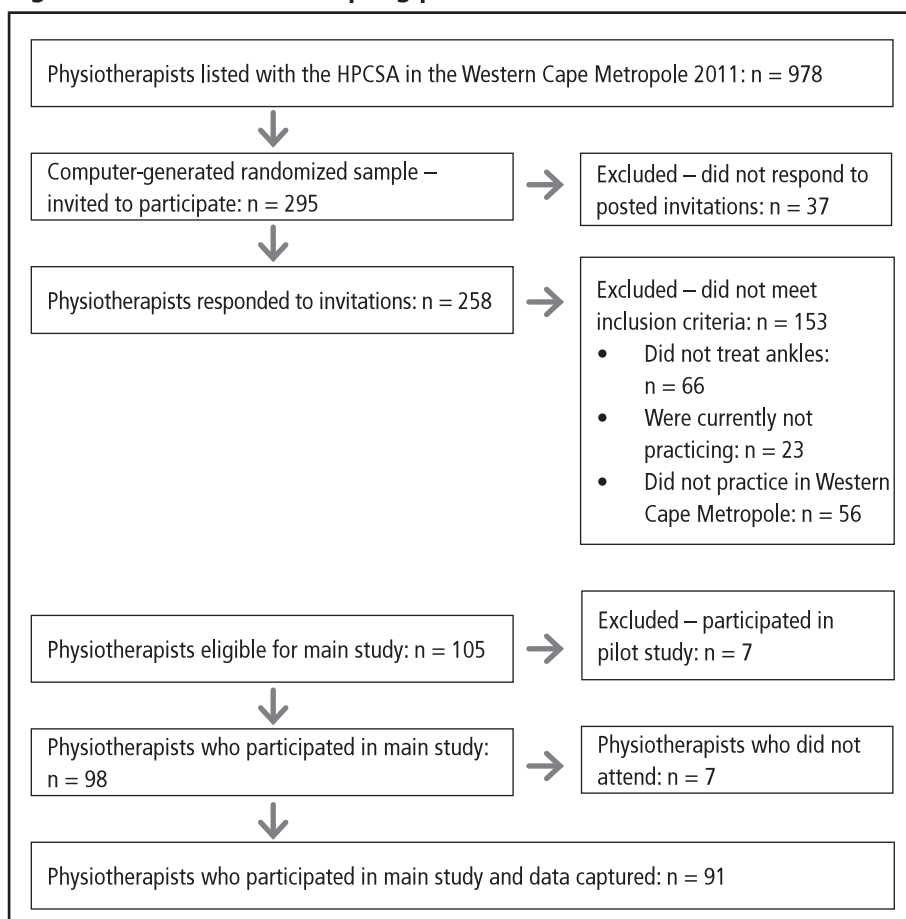 Physiotherapists listed with the HPCSA in the Western Cape Metropole 2011: n = 978
Computer-generated randomized sample –
invited to participate: n = 295
Excluded – did not respond to
posted invitations: n = 37
Physiotherapists responded to invitations: n = 258
Excluded – did not meet
inclusion criteria: n = 153
• Did not treat ankles:
n = 66
• Were currently not
practicing: n = 23
• Did not practice in Western
Cape Metropole: n = 56
Physiotherapists eligible for main study: n = 105
Excluded – participated in
pilot study: n = 7
Physiotherapists who participated in main study:
n = 98
Physiotherapists who did not
attend: n = 7
Physiotherapists who participated in main study and data captured: n = 91